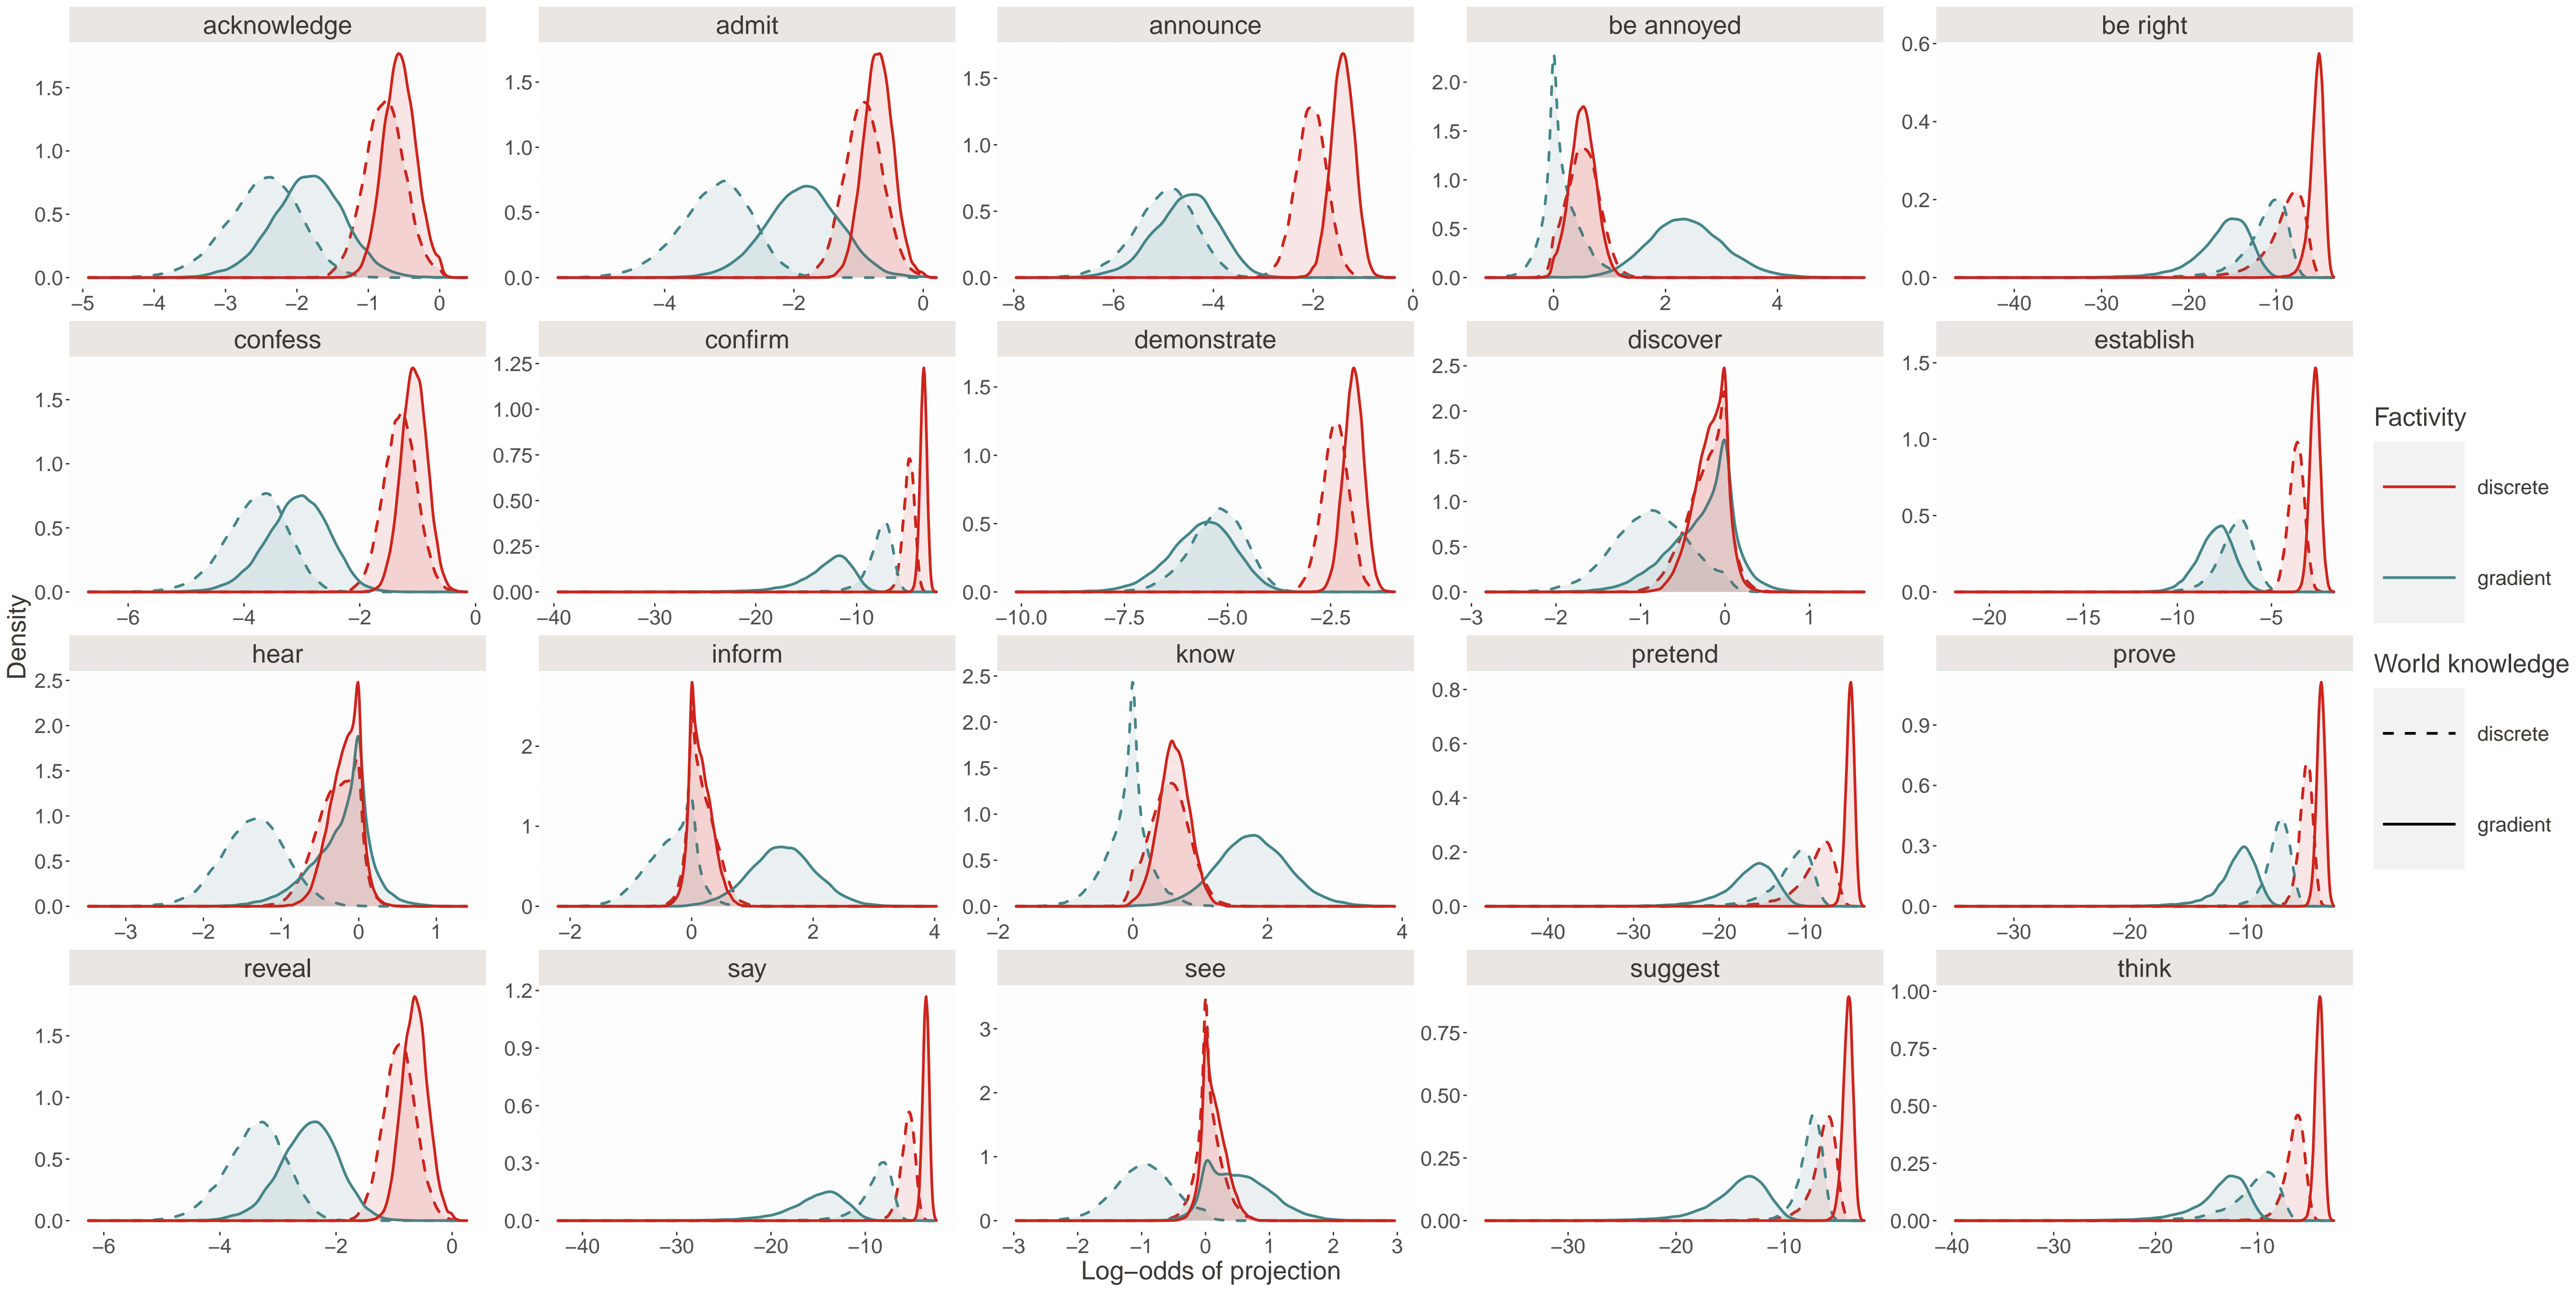 acknowledge
1.5
1.0
0.5
0.0
−5 −4 −3 −2 −1 0
admit
1.5
1.0
0.5
0.0
−4 −2 0
announce
1.5
1.0
0.5
0.0
−8 −6 −4 −2 0
be annoyed
2.0
1.5
1.0
0.5
0.0
0 2 4
be right
0.6
0.4
0.2
0.0
−40 −30 −20 −10
confess
1.5
1.0
0.5
0.0
−6 −4 −2 0
confirm
1.25
1.00
0.75
0.50
0.25
0.00
−40 −30 −20 −10
demonstrate
1.5
1.0
0.5
0.0
−10.0 −7.5 −5.0 −2.5
discover
2.5
2.0
1.5
1.0
0.5
0.0
−3 −2 −1 0 1
establish
1.5
1.0
0.5
0.0
−20 −15 −10 −5
hear
2.5
2.0
1.5
1.0
0.5
0.0
−3 −2 −1 0 1
inform
2
1
0
−2 0 2 4
know
2.5
2.0
1.5
1.0
0.5
0.0
−2 0 2 4
pretend
0.8
0.6
0.4
0.2
0.0
−40 −30 −20 −10
prove
0.9
0.6
0.3
0.0
−30 −20 −10
reveal
1.5
1.0
0.5
0.0
−6 −4 −2 0
say
1.2
0.9
0.6
0.3
0.0
−40 −30 −20 −10
see
3
2
1
0
−3 −2 −1 0 1 2 3
suggest
0.75
0.50
0.25
0.00
−30 −20 −10
think
1.00
0.75
0.50
0.25
0.00
−40 −30 −20 −10
Density
Log−odds of projection
Factivity
discrete
gradient
World knowledge
discrete
gradient